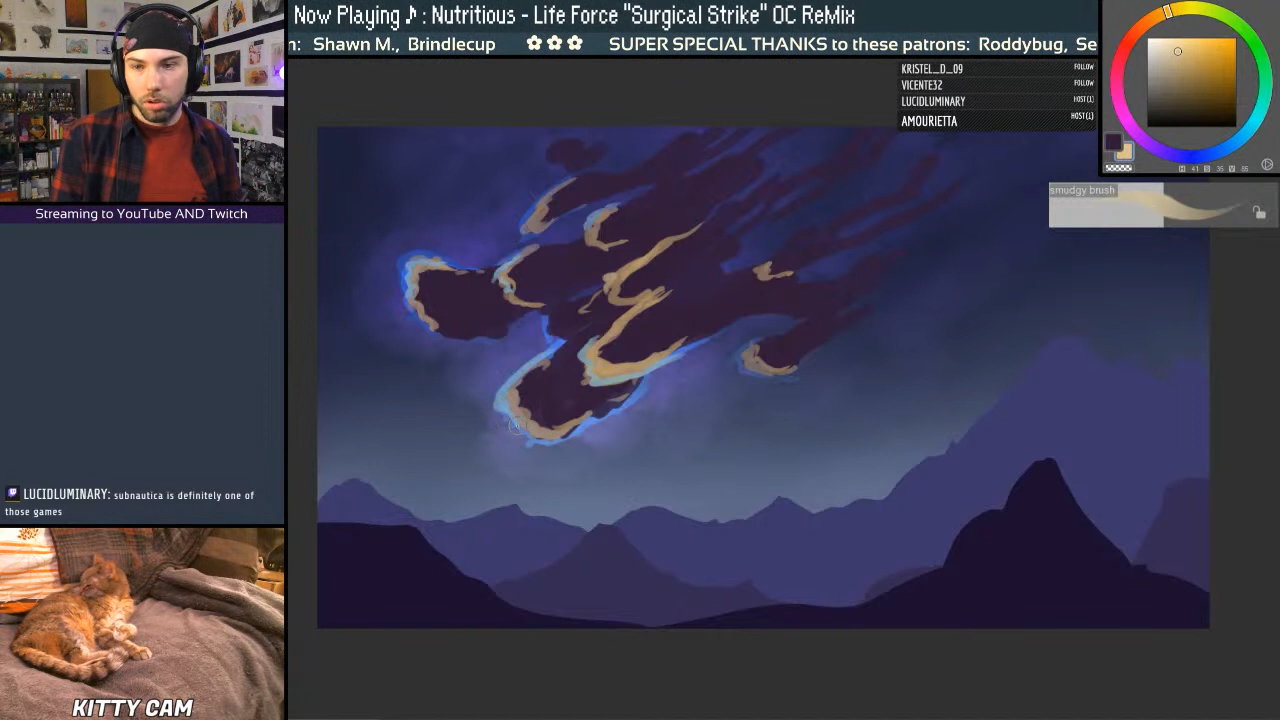 Now Playing ♪ : Nutritious - Life Force "Surgical Strike" OC ReMix
n: Shawn M., Brindlecup ✿ ✿ ✿ SUPER SPECIAL THANKS to these patrons: Roddybug, Se
KRISTEL_D_09 FOLLOW
VICENTE32 FOLLOW
LUCIDLUMINARY HOST(1)
AMOURIETTA HOST(1)
smudgy brush
Streaming to YouTube AND Twitch
LUCIDLUMINARY: subnautica is definitely one of
those games
KITTY CAM